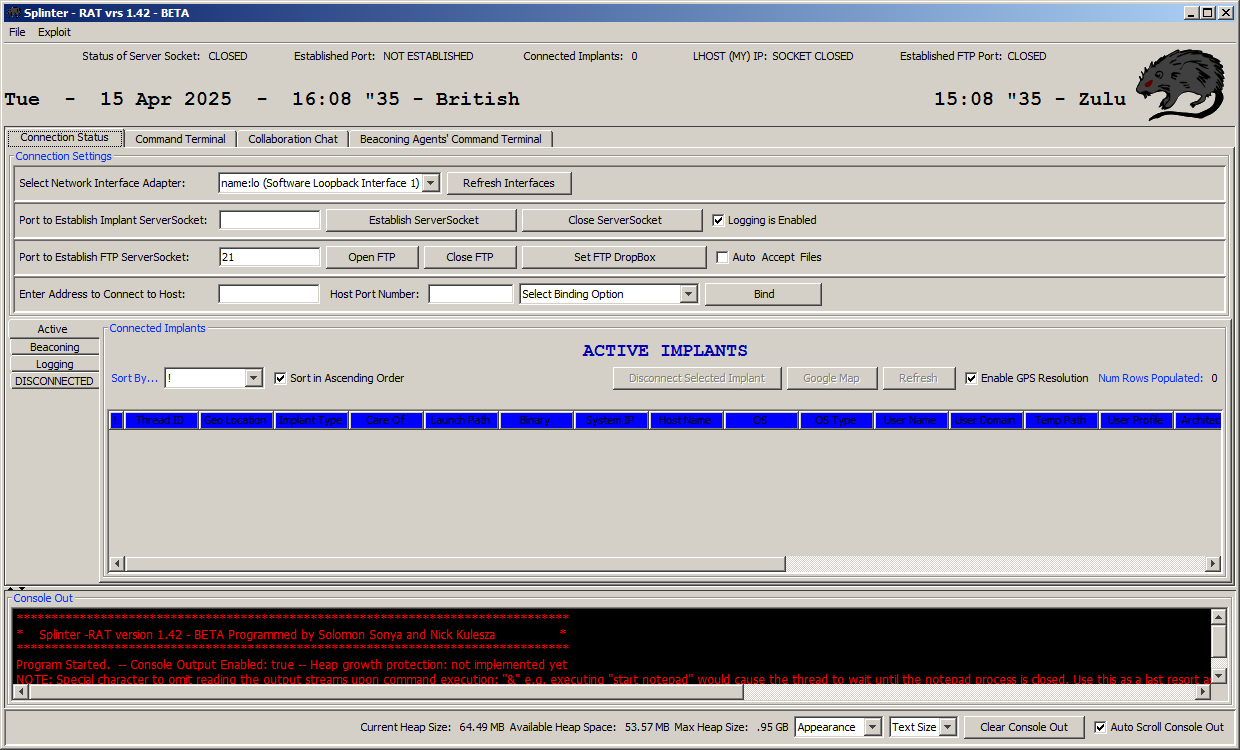 Splinter - RAT vrs 1.42 - BETA
File Exploit
Status of Server Socket: CLOSED Established Port: NOT ESTABLISHED Connected Implants: 0 LHOST (MY) IP: SOCKET CLOSED Established FTP Port: CLOSED
Tue - 15 Apr 2025 - 16:08 "35 - British 15:08 "35 - Zulu
Connection Status Command Terminal Collaboration Chat Beaconing Agents' Command Terminal
Connection Settings
Select Network Interface Adapter: name:lo (Software Loopback Interface 1) Refresh Interfaces
Port to Establish Implant ServerSocket: Establish ServerSocket Close ServerSocket Logging is Enabled
Port to Establish FTP ServerSocket: 21 Open FTP Close FTP Set FTP DropBox Auto Accept Files
Enter Address to Connect to Host: Host Port Number: Select Binding Option Bind
Active
Beaconing
Logging
DISCONNECTED
Connected Implants
ACTIVE IMPLANTS
Sort By... ! Sort in Ascending Order Disconnect Selected Implant Google Map Refresh Enable GPS Resolution Num Rows Populated: 0
! Thread ID Geo Location Implant Type Care Of Launch Path Binary System IP Host Name OS OS Type User Name User Domain Temp Path User Profile Architec
Console Out
************************************************************************************
* Splinter -RAT version 1.42 - BETA Programmed by Solomon Sonya and Nick Kulesza *
************************************************************************************
Program Started. -- Console Output Enabled: true -- Heap growth protection: not implemented yet
NOTE: Special character to omit reading the output streams upon command execution: "&" e.g. executing "start notepad" would cause the thread to wait until the notepad process is closed. Use this as a last resort a
Current Heap Size: 64.49 MB Available Heap Space: 53.57 MB Max Heap Size: .95 GB Appearance Text Size Clear Console Out Auto Scroll Console Out